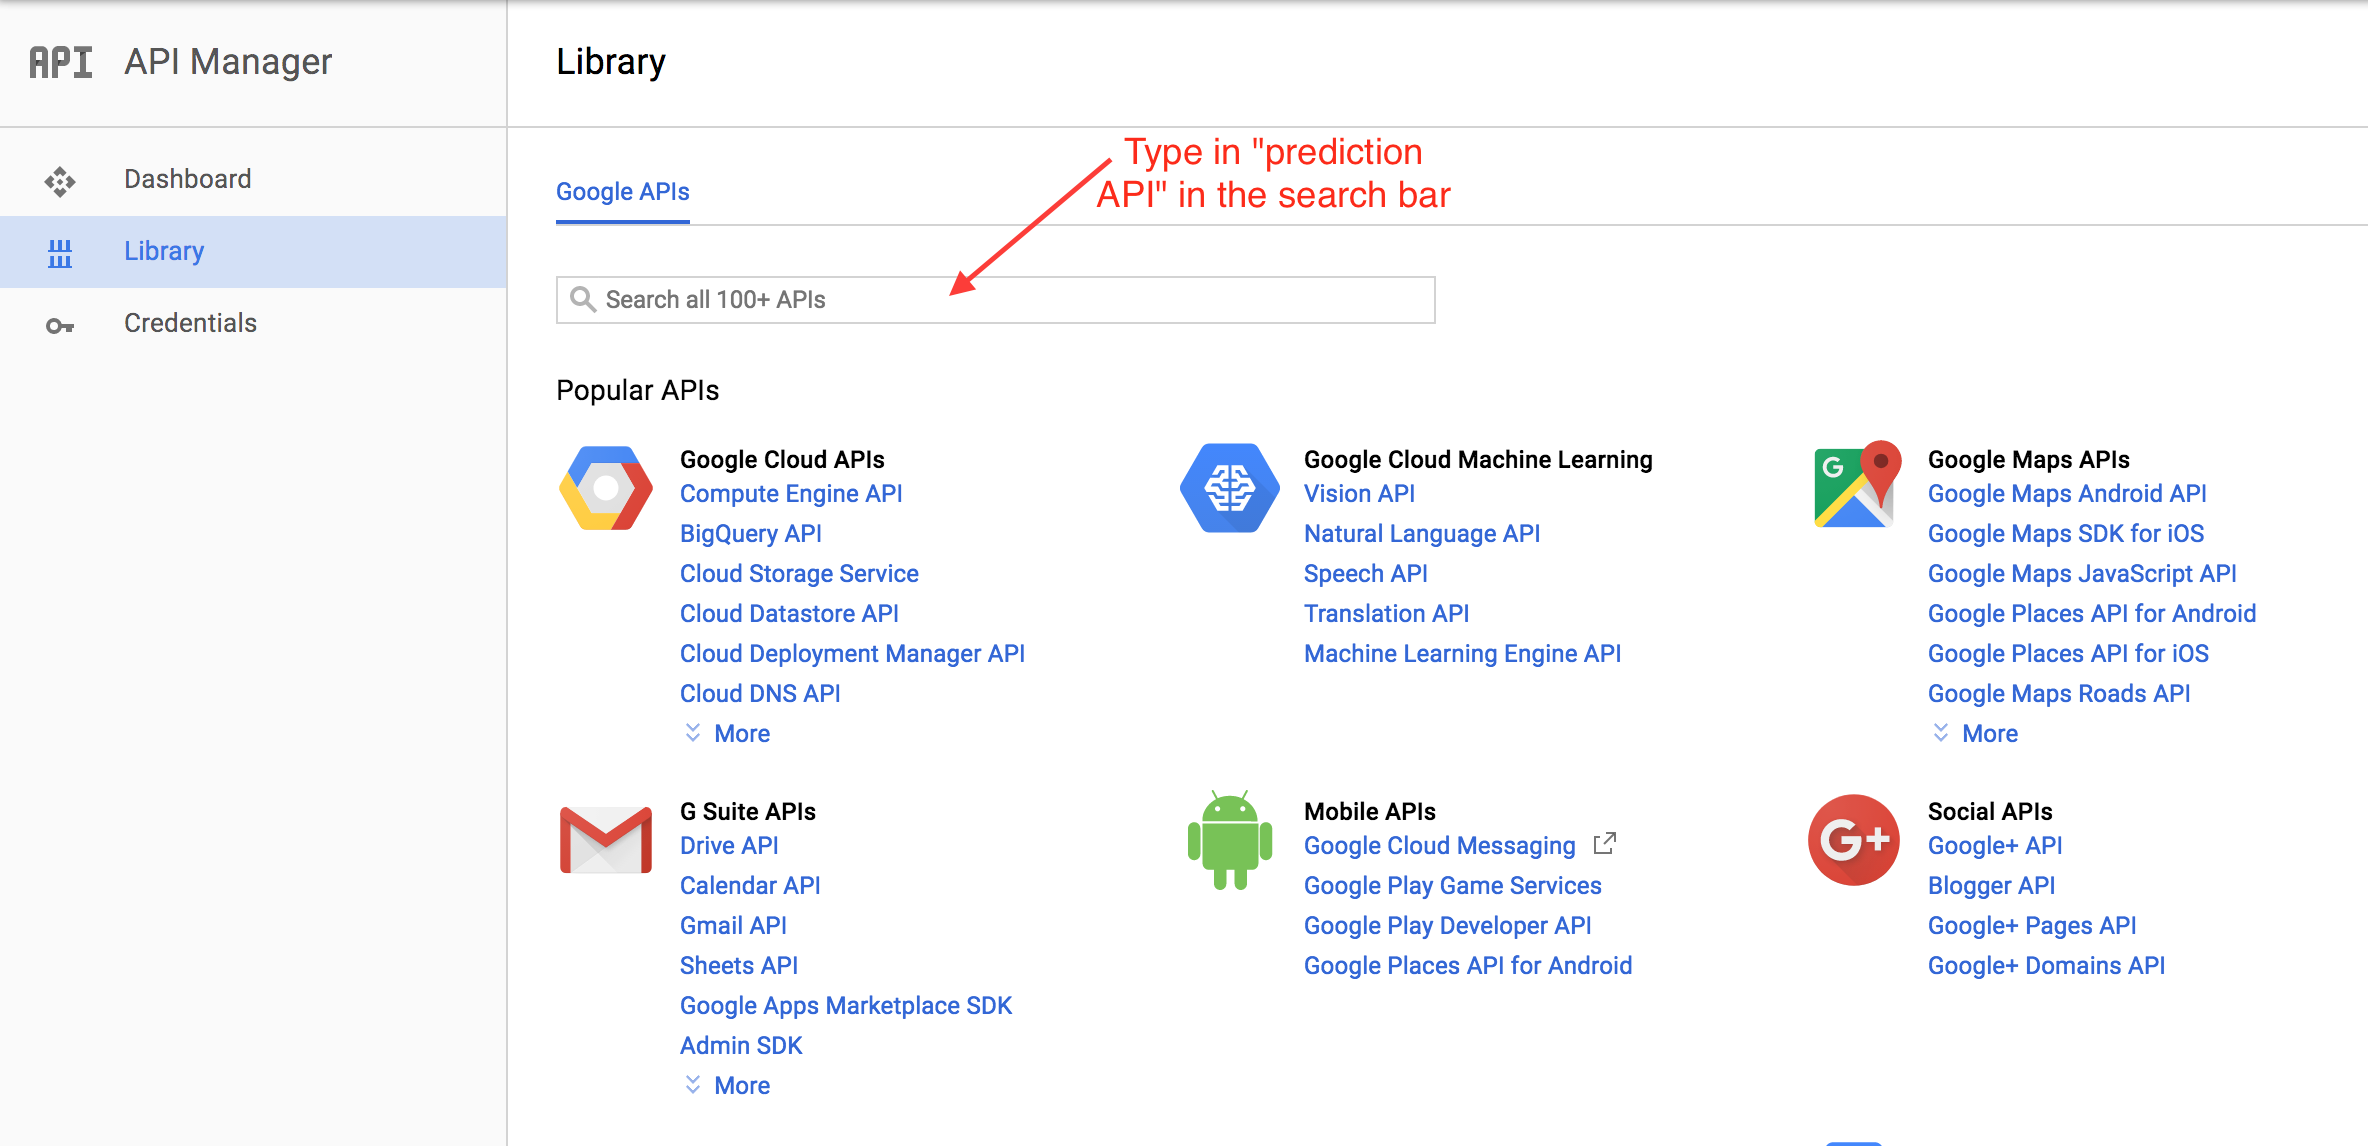 API API Manager
Library
Dashboard
Library
Credentials
Type in "prediction
API" in the search bar
Google APIs
Search all 100+ APIs
Popular APIs
Google Cloud APIs
Compute Engine API
BigQuery API
Cloud Storage Service
Cloud Datastore API
Cloud Deployment Manager API
Cloud DNS API
More
Google Cloud Machine Learning
Vision API
Natural Language API
Speech API
Translation API
Machine Learning Engine API
G
Google Maps APIs
Google Maps Android API
Google Maps SDK for iOS
Google Maps JavaScript API
Google Places API for Android
Google Places API for iOS
Google Maps Roads API
More
G Suite APIs
Drive API
Calendar API
Gmail API
Sheets API
Google Apps Marketplace SDK
Admin SDK
More
Mobile APIs
Google Cloud Messaging
Google Play Game Services
Google Play Developer API
Google Places API for Android
G+
Social APIs
Google+ API
Blogger API
Google+ Pages API
Google+ Domains API